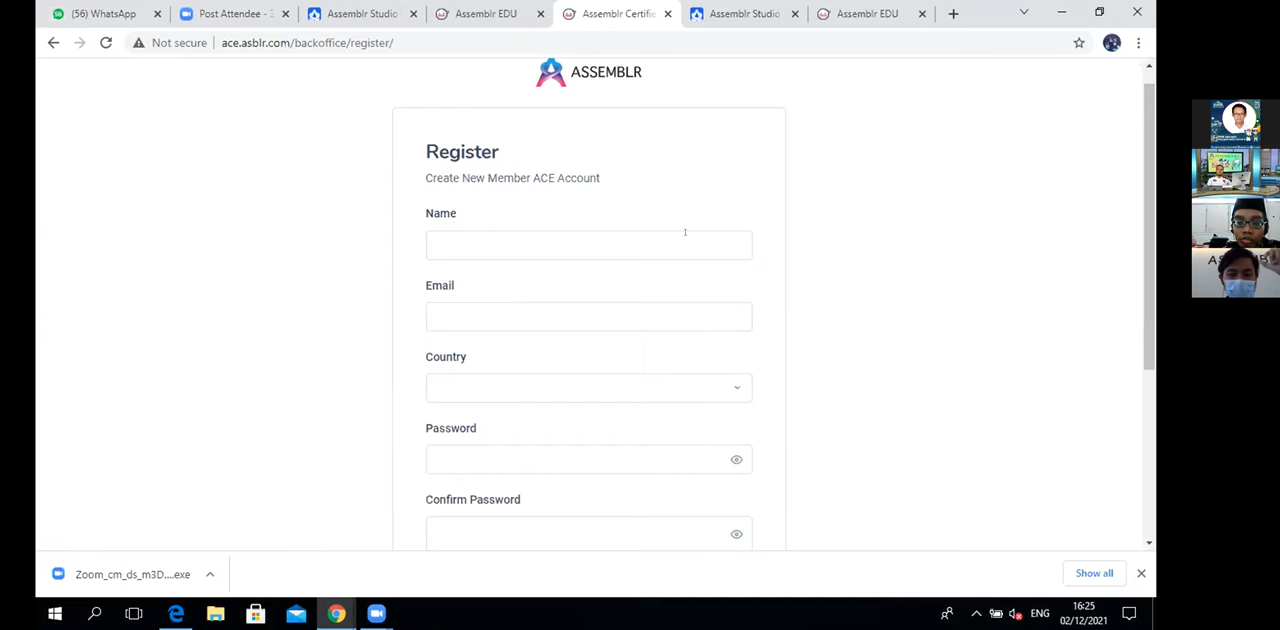 (56) WhatsApp
Post Attendee - Z
Assemblr Studio
Assemblr EDU
Assemblr Certifie
Assemblr Studio
Assemblr EDU
Not secure
ace.asblr.com/backoffice/register/
ASSEMBLR
Register
Create New Member ACE Account
Name
Email
Country
Password
Confirm Password
Zoom_cm_ds_m3D....exe
Show all
ENG
16:25
02/12/2021